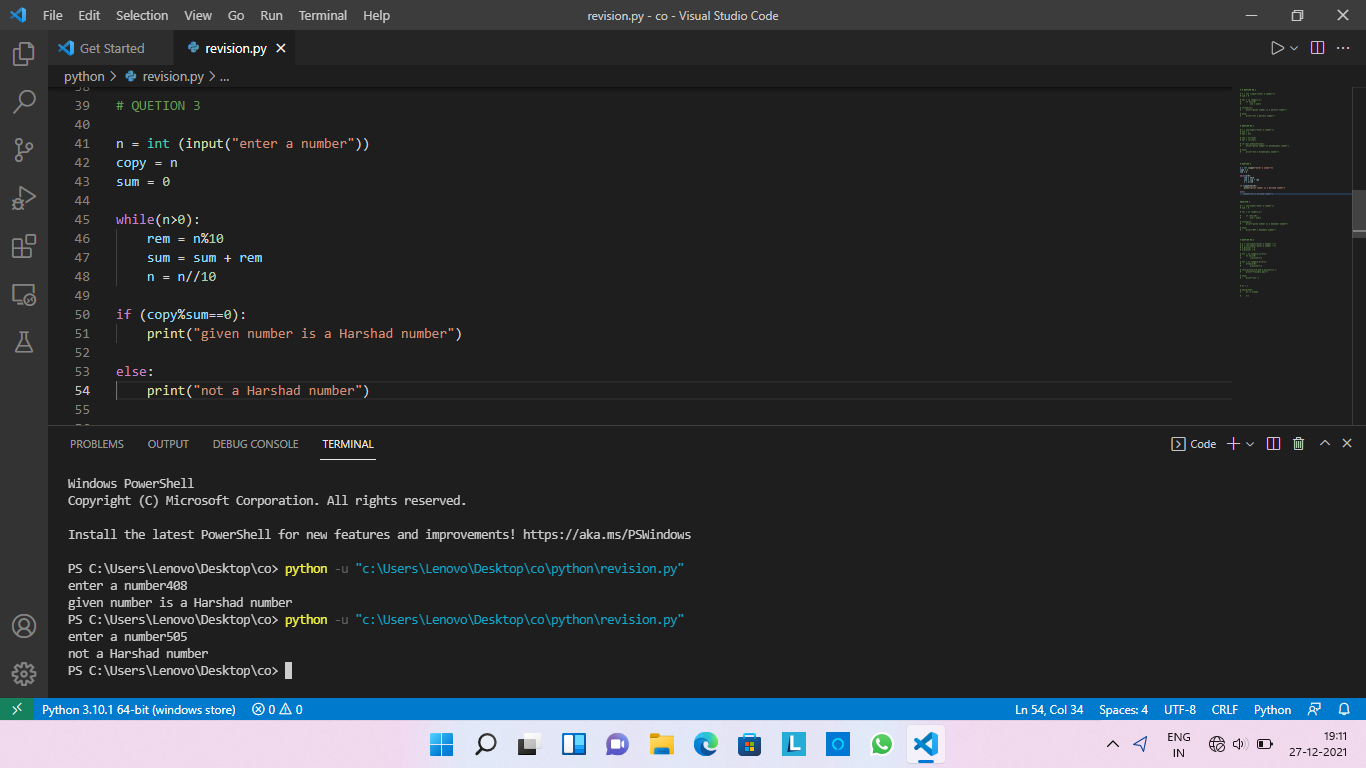 File Edit Selection View Go Run Terminal Help revision.py - co - Visual Studio Code
Get Started revision.py
python > revision.py > ...
38
39 # QUETION 3
40
41 n = int (input("enter a number"))
42 copy = n
43 sum = 0
44
45 while(n>0):
46 rem = n%10
47 sum = sum + rem
48 n = n//10
49
50 if (copy%sum==0):
51 print("given number is a Harshad number")
52
53 else:
54 print("not a Harshad number")
55
PROBLEMS OUTPUT DEBUG CONSOLE TERMINAL Code
Windows PowerShell
Copyright (C) Microsoft Corporation. All rights reserved.
Install the latest PowerShell for new features and improvements! https://aka.ms/PSWindows
PS C:\Users\Lenovo\Desktop\co> python -u "c:\Users\Lenovo\Desktop\co\python\revision.py"
enter a number408
given number is a Harshad number
PS C:\Users\Lenovo\Desktop\co> python -u "c:\Users\Lenovo\Desktop\co\python\revision.py"
enter a number505
not a Harshad number
PS C:\Users\Lenovo\Desktop\co>
Python 3.10.1 64-bit (windows store) 0 0 Ln 54, Col 34 Spaces: 4 UTF-8 CRLF Python
ENG
IN
19:11
27-12-2021